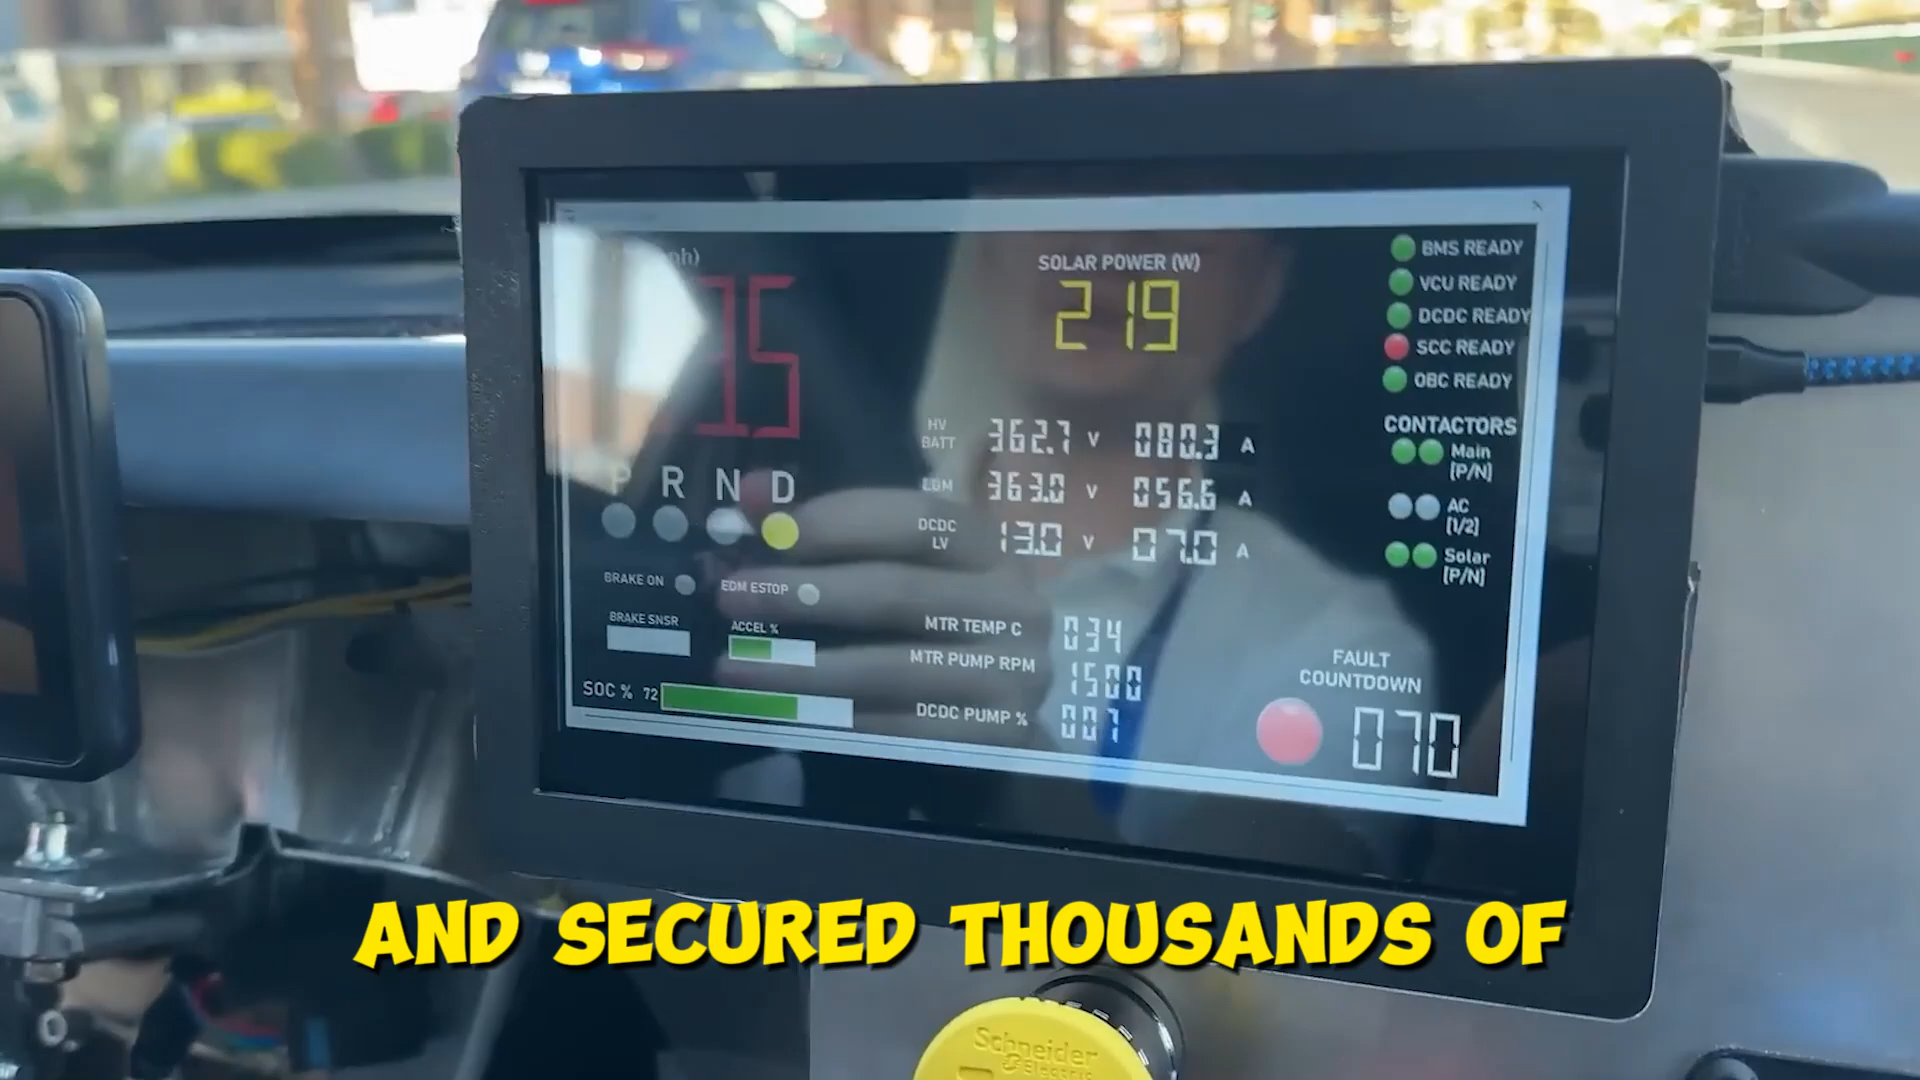 ph)
15
SOLAR POWER (W)
219
BMS READY
VCU READY
DCDC READY
SCC READY
OBC READY
HV BATT 362.7 V 080.3 A
EDM 363.0 V 056.6 A
DCDC LV 13.0 V 07.0 A
CONTACTORS
Main [P/N]
AC [1/2]
Solar [P/N]
P R N D
BRAKE ON
EDM ESTOP
BRAKE SNSR
ACCEL %
SOC % 72
MTR TEMP C 034
MTR PUMP RPM 1500
DCDC PUMP % 007
FAULT
COUNTDOWN
070
AND SECURED THOUSANDS OF
Schneider
Electric